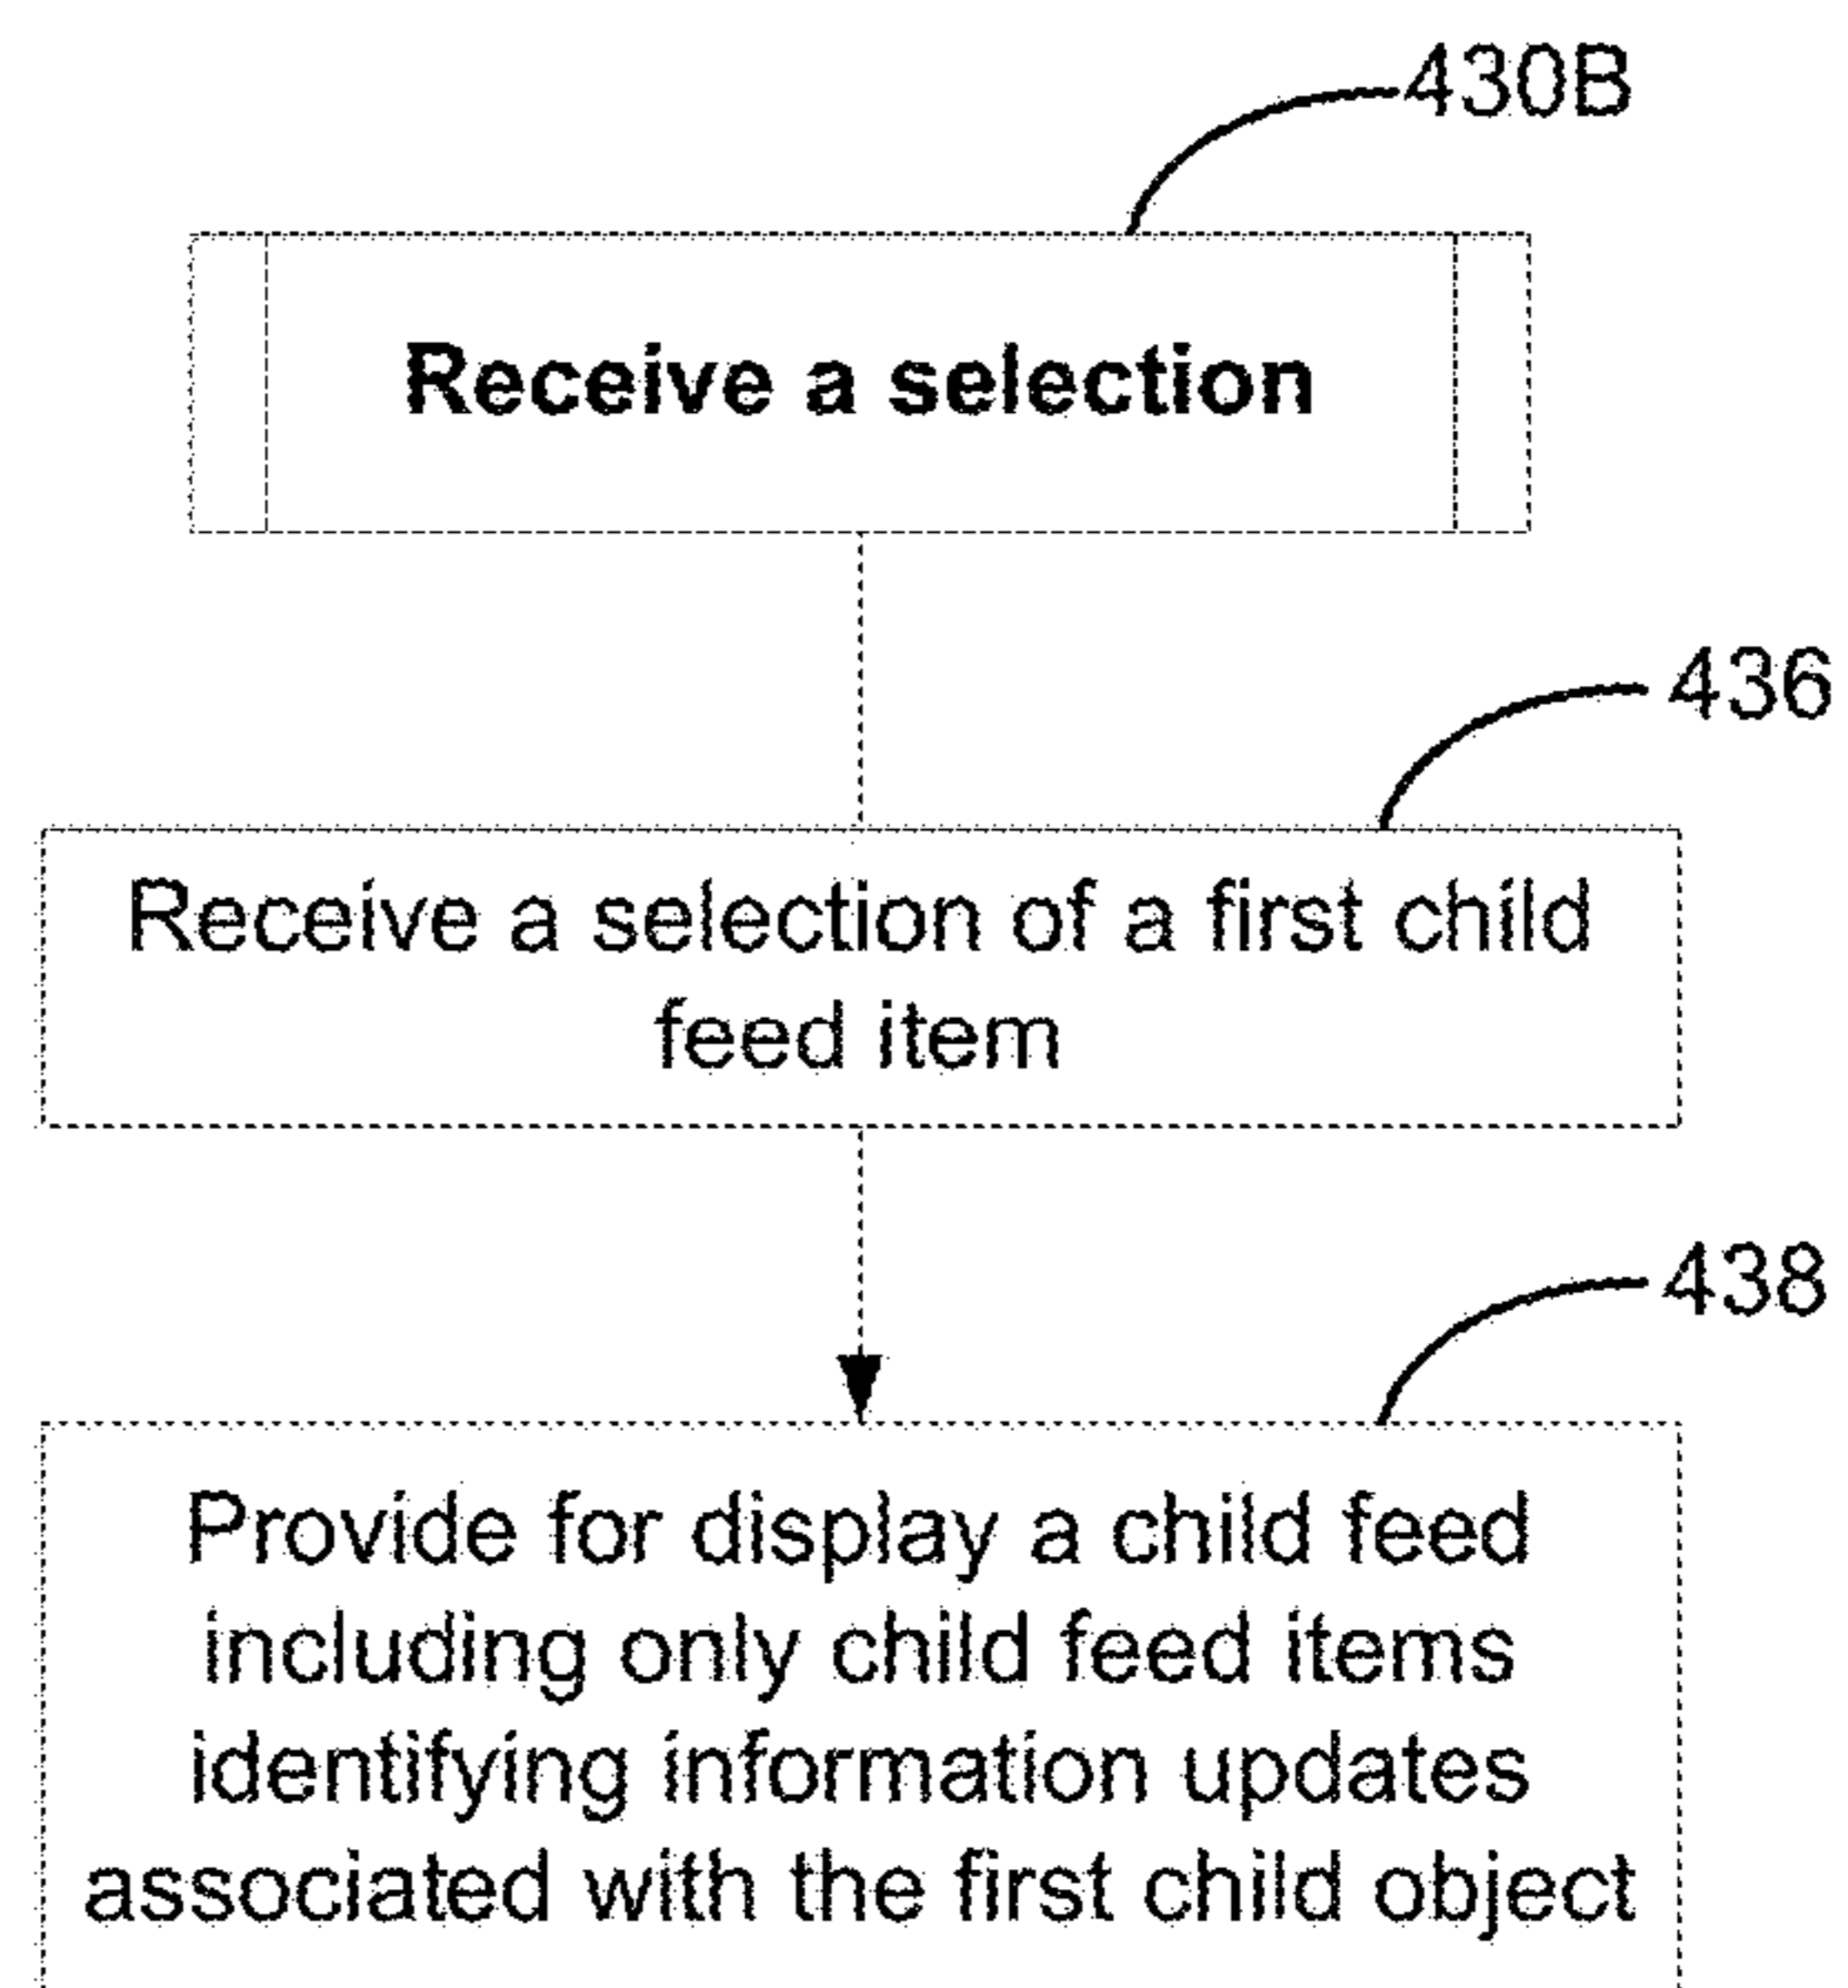 430B
Receive a selection
436
Receive a selection of a first child
feed item
438
Provide for display a child feed
including only child feed items
identifying information updates
associated with the first child object